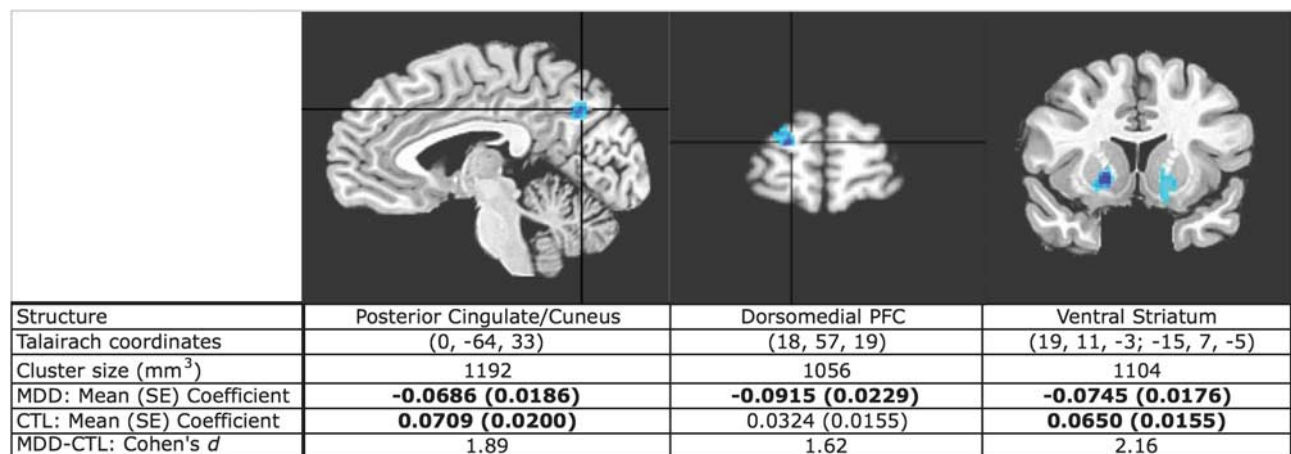 Structure Posterior Cingulate/Cuneus Dorsomedial PFC Ventral Striatum
Talairach coordinates (0, -64, 33) (18, 57, 19) (19, 11, -3; -15, 7, -5)
Cluster size (mm³) 1192 1056 1104
MDD: Mean (SE) Coefficient -0.0686 (0.0186) -0.0915 (0.0229) -0.0745 (0.0176)
CTL: Mean (SE) Coefficient 0.0709 (0.0200) 0.0324 (0.0155) 0.0650 (0.0155)
MDD-CTL: Cohen's d 1.89 1.62 2.16